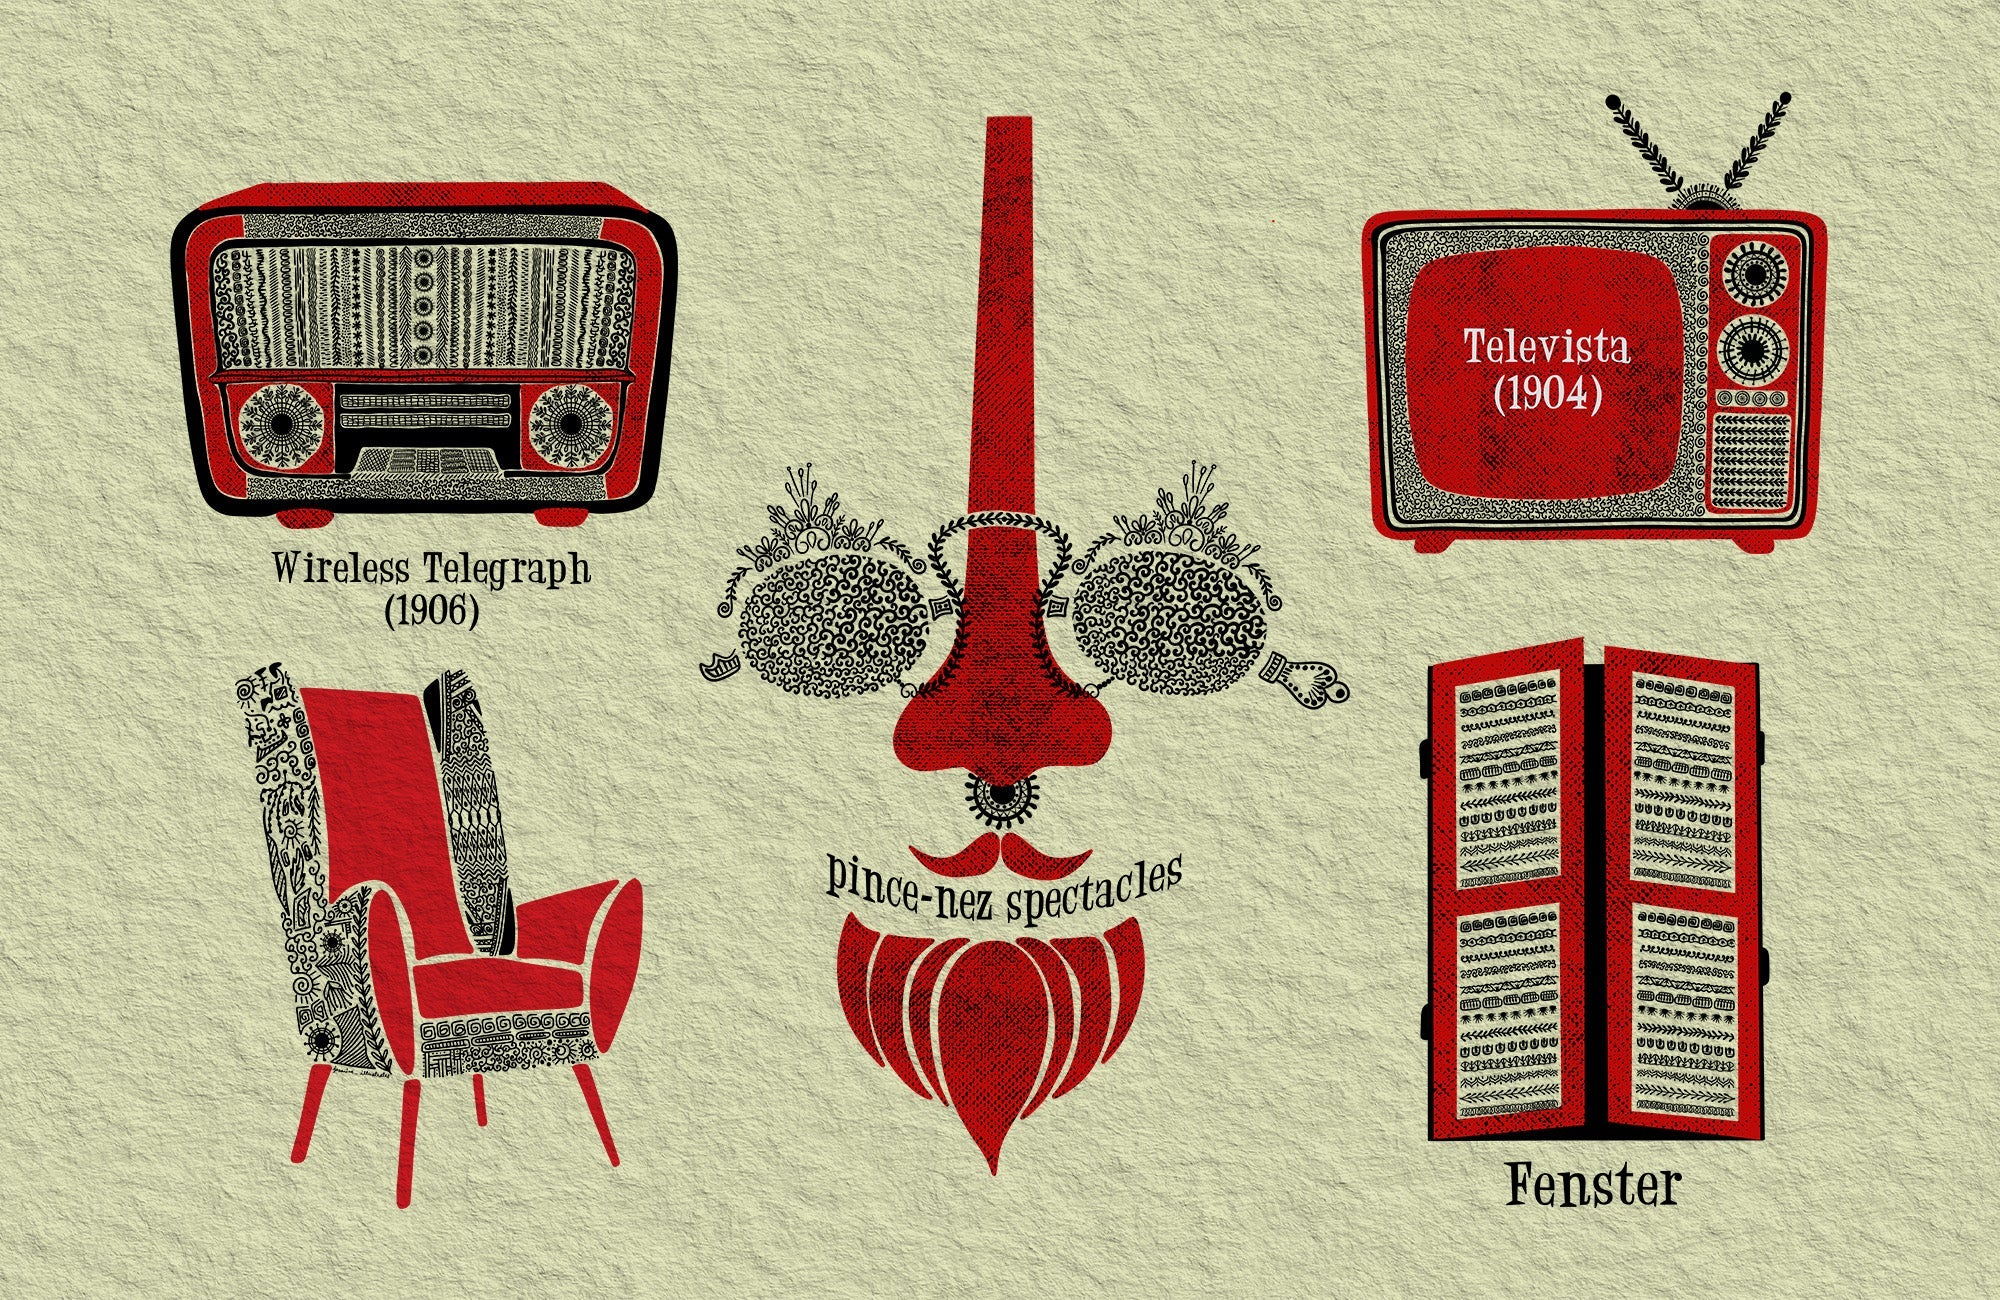 Televista
(1904)
Wireless Telegraph
(1906)
pince-nez spectacles
Fenster